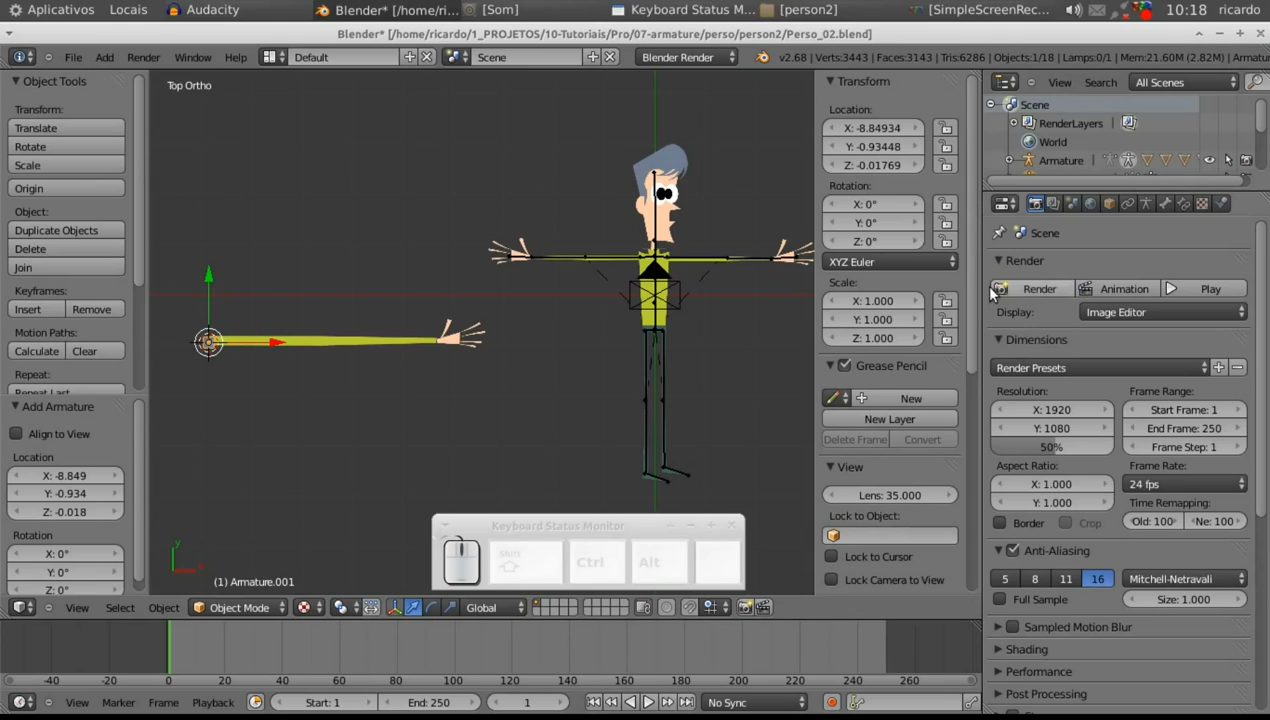 Aplicativos Locais Audacity Blender* [/home/ri... [Som] Keyboard Status M... [person2] [SimpleScreenRec... 10:18 ricardo
Blender* [/home/ricardo/1_PROJETOS/10-Tutoriais/Pro/07-armature/perso/person2/Perso_02.blend]
File Add Render Window Help Default Scene Blender Render v2.68 | Verts:3443 | Faces:3143 | Tris:6286 | Objects:1/18 | Lamps:0/1 | Mem:21.60M (2.82M) | Armatur
Object Tools
Transform:
Translate
Rotate
Scale
Origin
Object:
Duplicate Objects
Delete
Join
Keyframes:
Insert Remove
Motion Paths:
Calculate Clear
Repeat:
Repeat Last
Add Armature
Align to View
Location
X: -8.849
Y: -0.934
Z: -0.018
Rotation
X: 0°
Y: 0°
Z: 0°
Top Ortho
y
x
(1) Armature.001
Keyboard Status Monitor
Shift
Ctrl
Alt
Transform
Location:
X: -8.84934
Y: -0.93448
Z: -0.01769
Rotation:
X: 0°
Y: 0°
Z: 0°
XYZ Euler
Scale:
X: 1.000
Y: 1.000
Z: 1.000
Grease Pencil
New
New Layer
Delete Frame Convert
View
Lens: 35.000
Lock to Object:
Lock to Cursor
Lock Camera to View
View Search All Scenes
Scene
RenderLayers
World
Armature
Scene
Render
Render Animation Play
Display: Image Editor
Dimensions
Render Presets
Resolution: Frame Range:
X: 1920 Start Frame: 1
Y: 1080 End Frame: 250
50% Frame Step: 1
Aspect Ratio: Frame Rate:
X: 1.000 24 fps
Y: 1.000 Time Remapping:
Border Crop Old: 100 Ne: 100
Anti-Aliasing
5 8 11 16 Mitchell-Netravali
Full Sample Size: 1.000
Sampled Motion Blur
Shading
Performance
Post Processing
View Select Object Object Mode Global
-40 -20 0 20 40 60 80 100 120 140 160 180 200 220 240 260
View Marker Frame Playback Start: 1 End: 250 1 No Sync